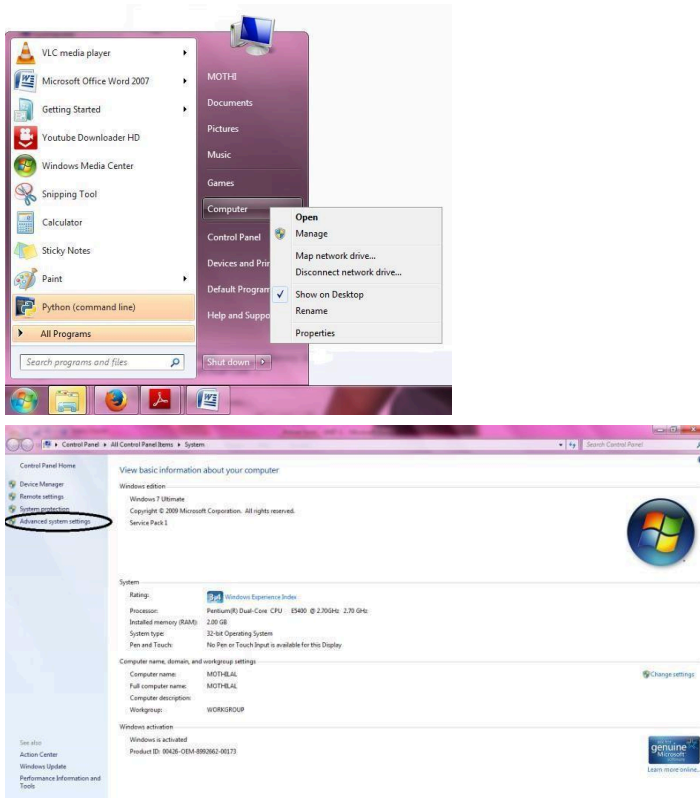 VLC media player
Microsoft Office Word 2007
Getting Started
Youtube Downloader HD
Windows Media Center
Snipping Tool
Calculator
Sticky Notes
Paint
Python (command line)
All Programs
Search programs and files
MOTHI
Documents
Pictures
Music
Games
Computer
Control Panel
Devices and Prin
Default Program
Help and Suppo
Shut down
Open
Manage
Map network drive...
Disconnect network drive...
Show on Desktop
Rename
Properties
Control Panel ▸ All Control Panel Items ▸ System
Search Control Panel
Control Panel Home
Device Manager
Remote settings
System protection
Advanced system settings
View basic information about your computer
Windows edition
Windows 7 Ultimate
Copyright © 2009 Microsoft Corporation. All rights reserved.
Service Pack 1
System
Rating: 3.4 Windows Experience Index
Processor: Pentium(R) Dual-Core CPU E5400 @ 2.70GHz 2.70 GHz
Installed memory (RAM): 2.00 GB
System type: 32-bit Operating System
Pen and Touch: No Pen or Touch Input is available for this Display
Computer name, domain, and workgroup settings
Computer name: MOTHILAL
Change settings
Full computer name: MOTHILAL
Computer description:
Workgroup: WORKGROUP
Windows activation
Windows is activated
Product ID: 00426-OEM-8992662-00173
genuine
Microsoft
Learn more online...
See also
Action Center
Windows Update
Performance Information and
Tools